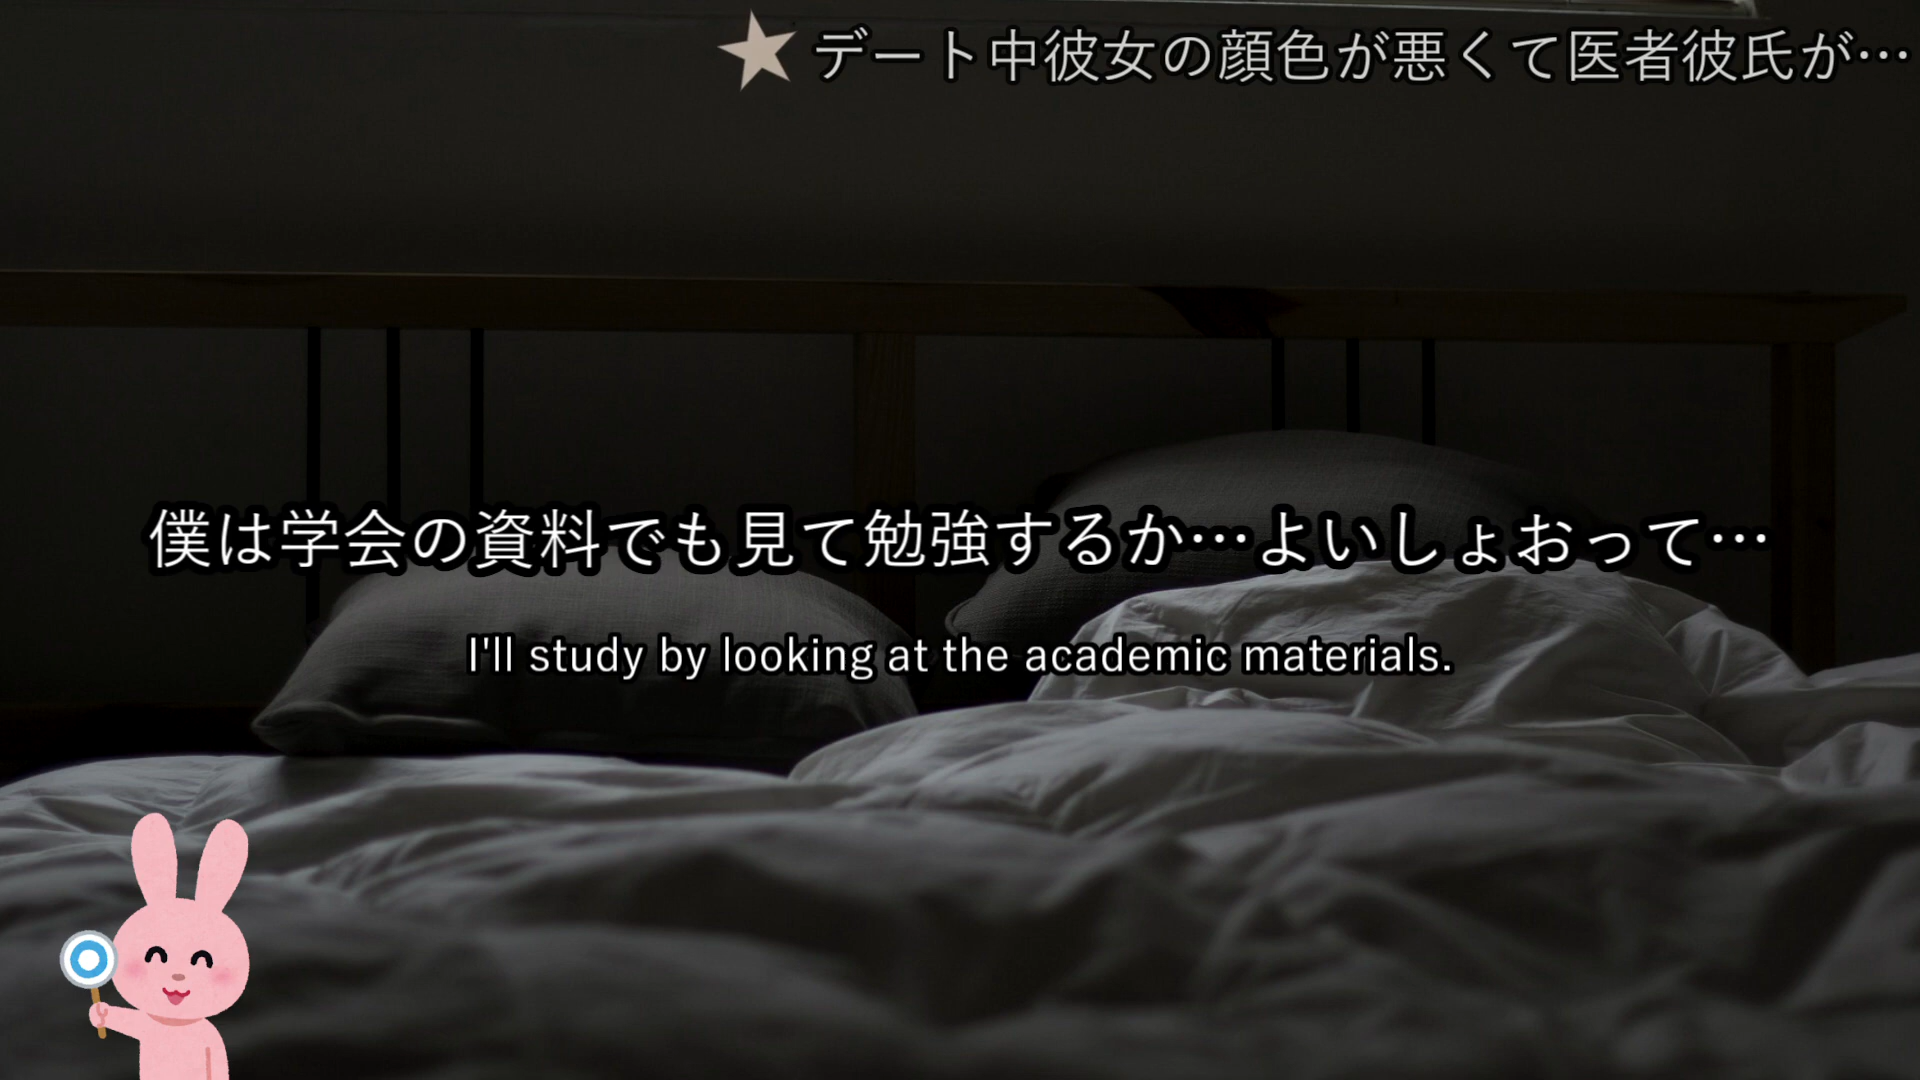 ★デート中彼女の顔色が悪くて医者彼氏が…
僕は学会の資料でも見て勉強するか…よいしょおって…
I'll study by looking at the academic materials.